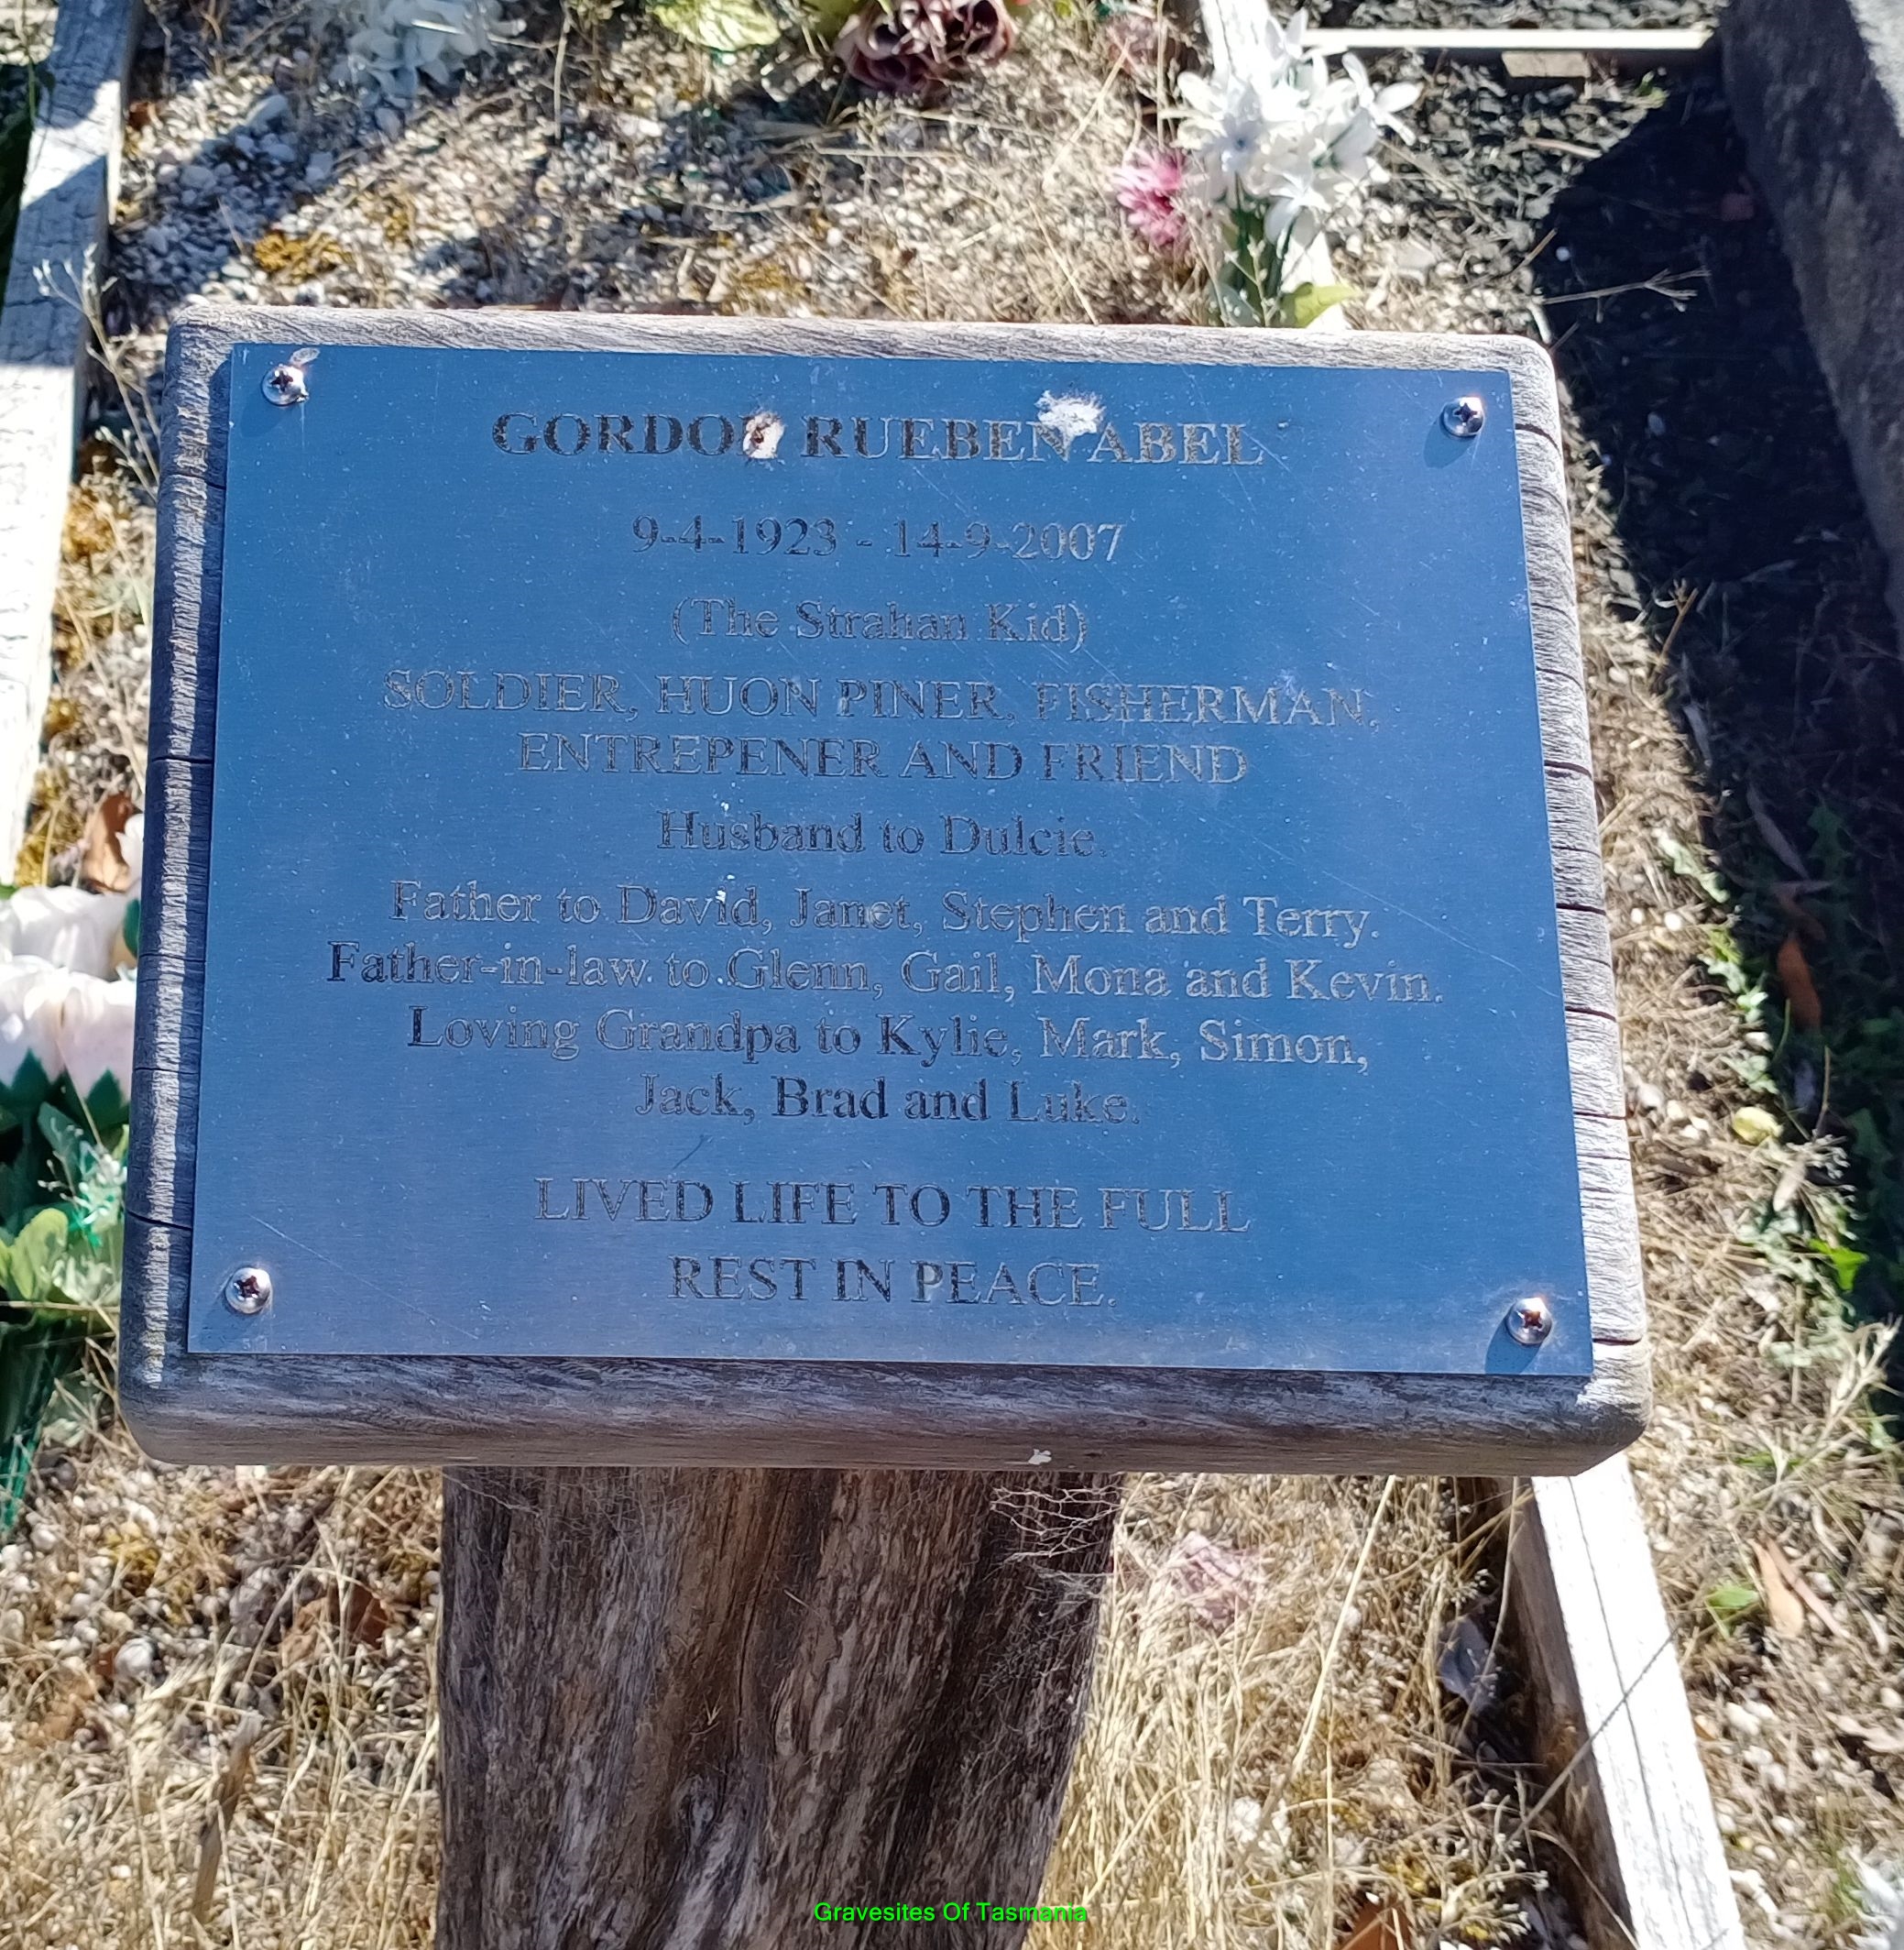 GORDON RUEBEN ABEL
9-4-1923 - 14-9-2007
(The Strahan Kid)
SOLDIER, HUON PINER, FISHERMAN,
ENTREPENER AND FRIEND
Husband to Dulcie.
Father to David, Janet, Stephen and Terry.
Father-in-law to Glenn, Gail, Mona and Kevin.
Loving Grandpa to Kylie, Mark, Simon,
Jack, Brad and Luke.
LIVED LIFE TO THE FULL
REST IN PEACE.
Gravesites Of Tasmania